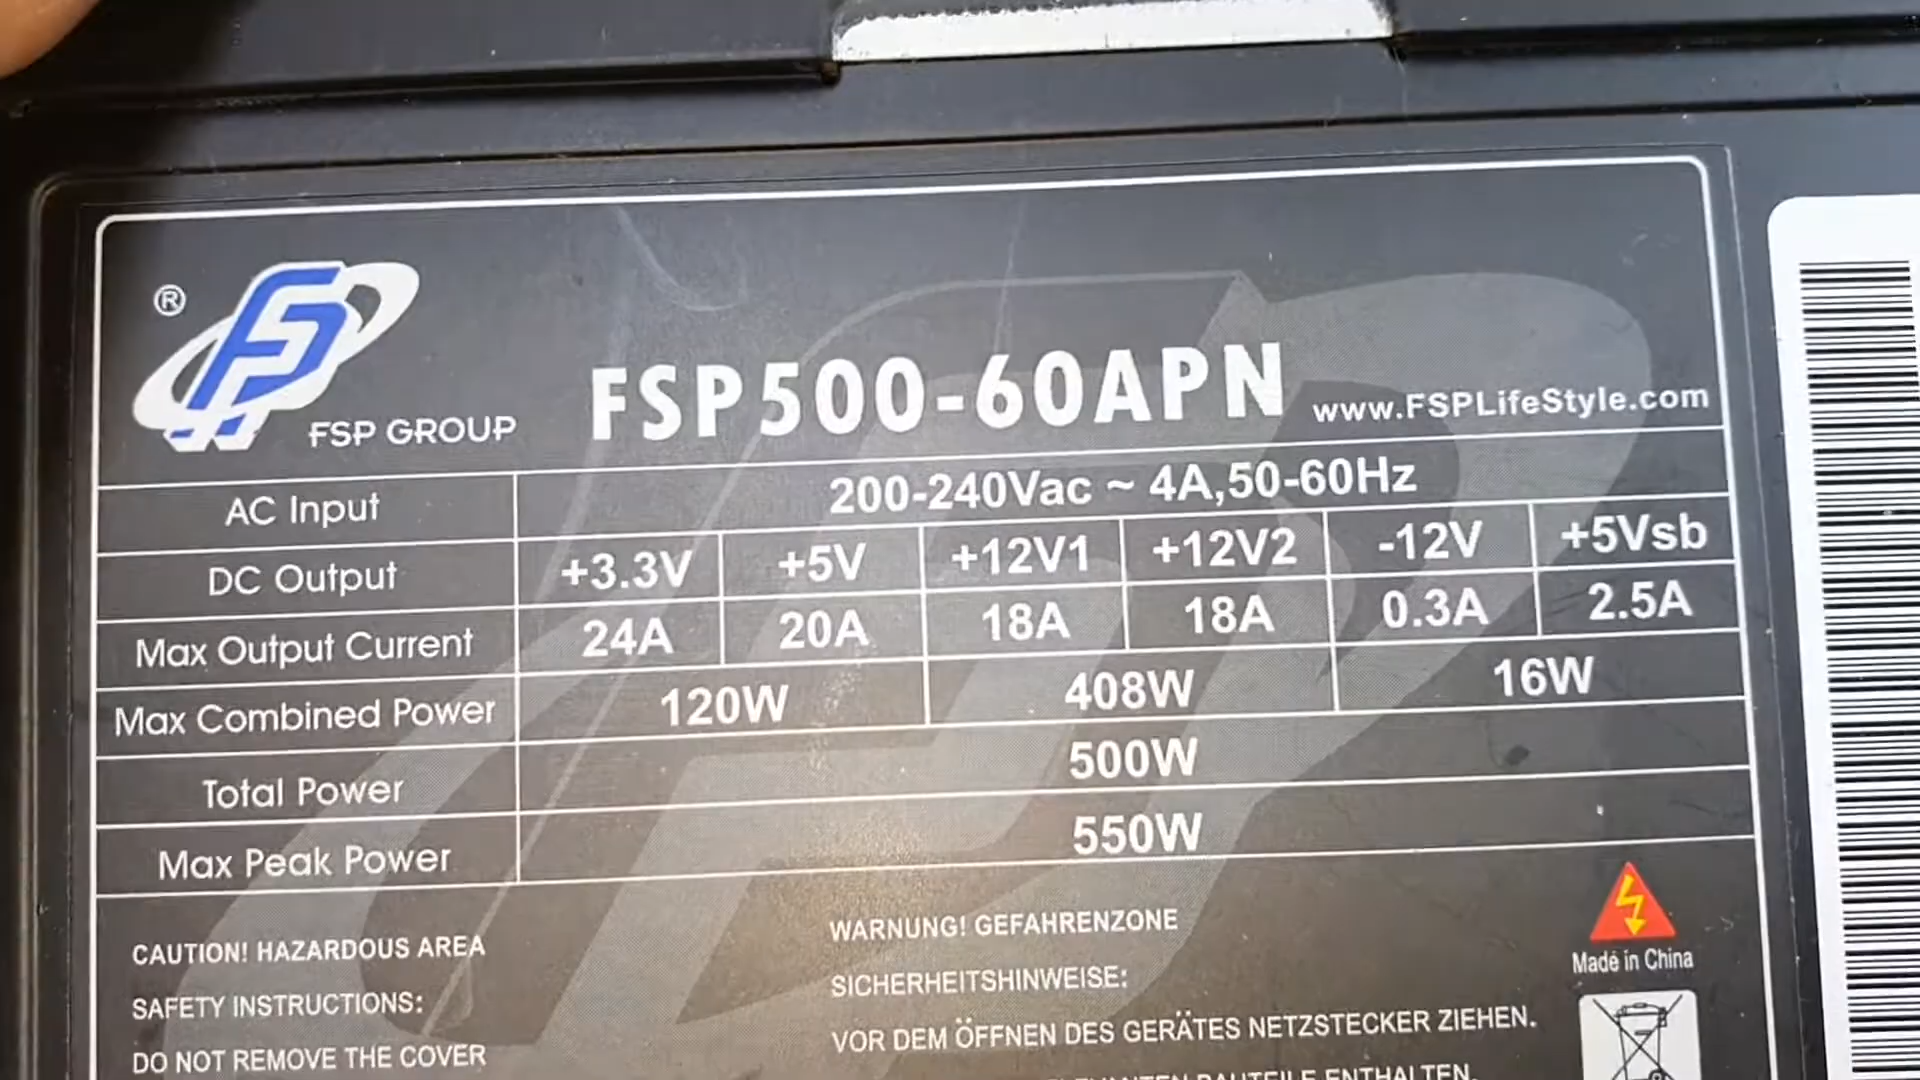 ®
FSP GROUP
FSP500-60APN
www.FSPLifeStyle.com
AC Input 200-240Vac ~ 4A,50-60Hz
DC Output +3.3V +5V +12V1 +12V2 -12V +5Vsb
Max Output Current 24A 20A 18A 18A 0.3A 2.5A
Max Combined Power 120W 408W 16W
Total Power 500W
Max Peak Power 550W
CAUTION! HAZARDOUS AREA
SAFETY INSTRUCTIONS:
DO NOT REMOVE THE COVER
WARNUNG! GEFAHRENZONE
SICHERHEITSHINWEISE:
VOR DEM ÖFFNEN DES GERÄTES NETZSTECKER ZIEHEN.
BAUTEILE ENTHALTEN.
Made in China